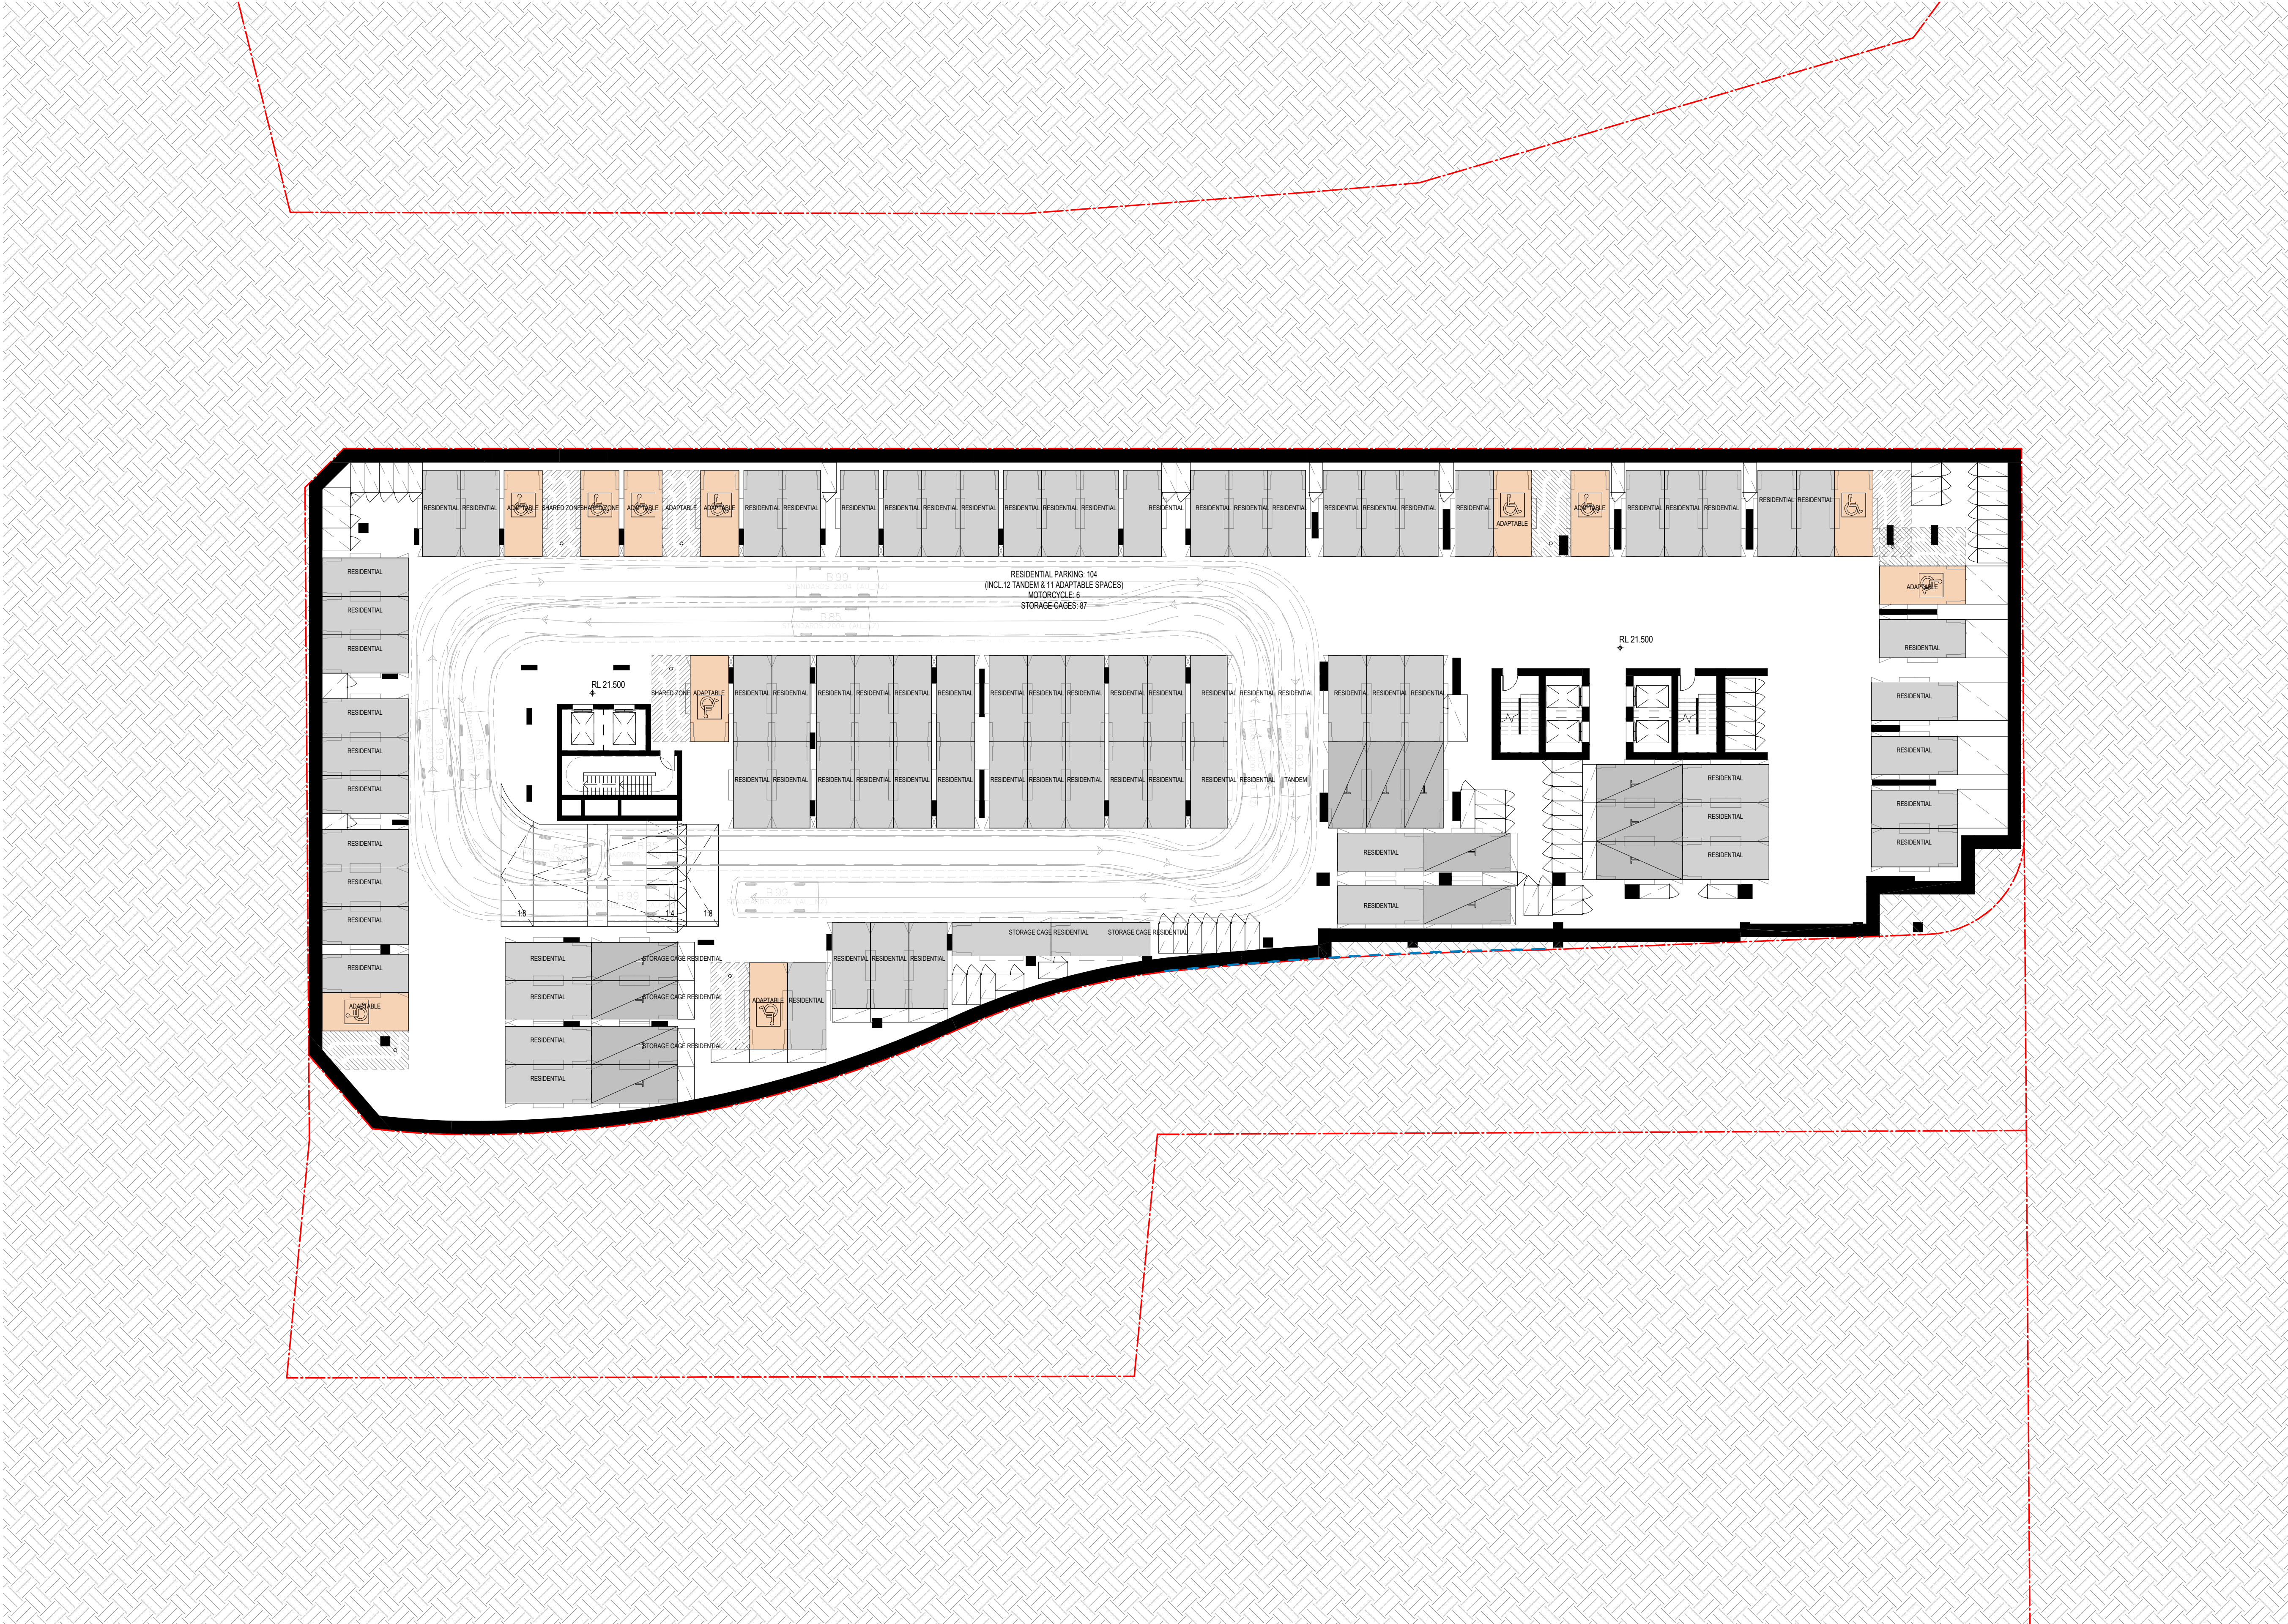 RESIDENTIAL RESIDENTIAL ADAPTABLE SHARED ZONE SHARED ZONE ADAPTABLE ADAPTABLE ADAPTABLE RESIDENTIAL RESIDENTIAL RESIDENTIAL RESIDENTIAL RESIDENTIAL RESIDENTIAL RESIDENTIAL RESIDENTIAL RESIDENTIAL RESIDENTIAL RESIDENTIAL RESIDENTIAL RESIDENTIAL RESIDENTIAL RESIDENTIAL RESIDENTIAL RESIDENTIAL ADAPTABLE RESIDENTIAL RESIDENTIAL RESIDENTIAL
RESIDENTIAL RESIDENTIAL
ADAPTABLE
RESIDENTIAL PARKING: 104
(INCL.12 TANDEM & 11 ADAPTABLE SPACES)
MOTORCYCLE: 6
STORAGE CAGES: 87
B99
B85
RESIDENTIAL
RESIDENTIAL
RESIDENTIAL
RESIDENTIAL
RESIDENTIAL
RESIDENTIAL
RESIDENTIAL
RESIDENTIAL
RESIDENTIAL
RESIDENTIAL
ADAPTABLE
RL 21.500
SHARED ZONE ADAPTABLE RESIDENTIAL RESIDENTIAL RESIDENTIAL RESIDENTIAL RESIDENTIAL RESIDENTIAL RESIDENTIAL RESIDENTIAL RESIDENTIAL RESIDENTIAL RESIDENTIAL RESIDENTIAL RESIDENTIAL RESIDENTIAL RESIDENTIAL RESIDENTIAL RESIDENTIAL
RESIDENTIAL RESIDENTIAL RESIDENTIAL RESIDENTIAL RESIDENTIAL RESIDENTIAL RESIDENTIAL RESIDENTIAL RESIDENTIAL RESIDENTIAL RESIDENTIAL RESIDENTIAL RESIDENTIAL TANDEM
T T T
RL 21.500
ADAPTABLE
RESIDENTIAL
RESIDENTIAL
RESIDENTIAL
RESIDENTIAL
RESIDENTIAL
T RESIDENTIAL
T RESIDENTIAL
T RESIDENTIAL
RESIDENTIAL T
RESIDENTIAL T
B99
B99
1:8 1:4 1:8
RESIDENTIAL STORAGE CAGE RESIDENTIAL
RESIDENTIAL STORAGE CAGE RESIDENTIAL
RESIDENTIAL STORAGE CAGE RESIDENTIAL
RESIDENTIAL T
ADAPTABLE RESIDENTIAL
RESIDENTIAL RESIDENTIAL RESIDENTIAL
STORAGE CAGE RESIDENTIAL STORAGE CAGE RESIDENTIAL